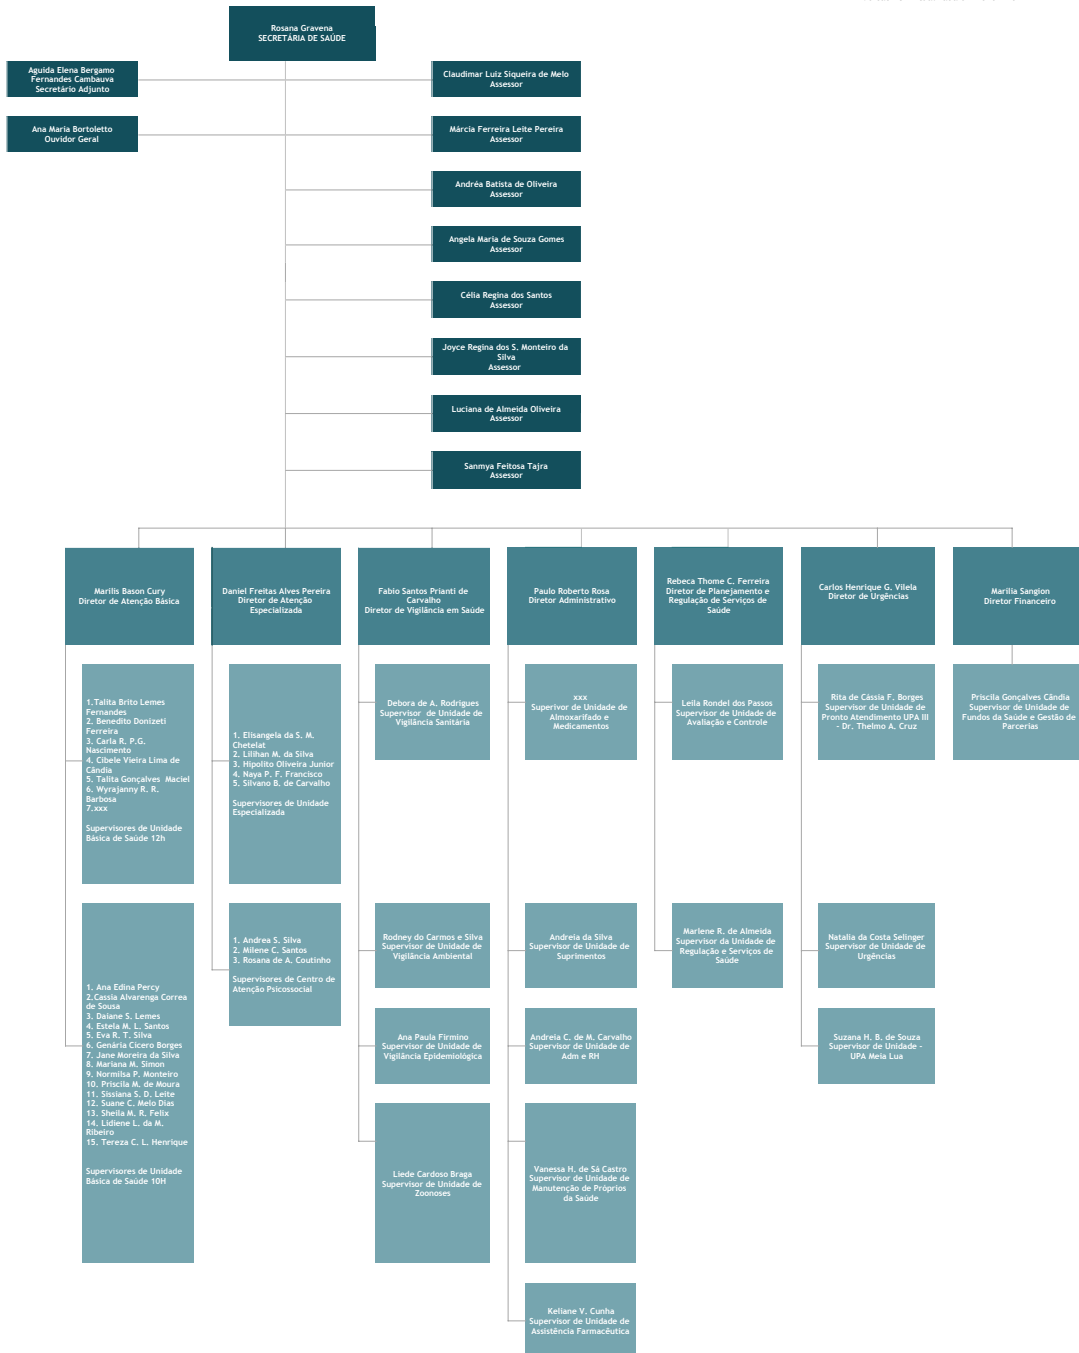 Rosana Gravena
SECRETÁRIA DE SAÚDE
Aguida Elena Bergamo
Fernandes Cambauva
Secretário Adjunto
Claudimar Luiz Siqueira de Melo
Assessor
Ana Maria Bortoletto
Ouvidor Geral
Márcia Ferreira Leite Pereira
Assessor
Andréa Batista de Oliveira
Assessor
Angela Maria de Souza Gomes
Assessor
Célia Regina dos Santos
Assessor
Joyce Regina dos S. Monteiro da
Silva
Assessor
Luciana de Almeida Oliveira
Assessor
Sanmya Feitosa Tajra
Assessor
Marilis Bason Cury
Diretor de Atenção Básica
Daniel Freitas Alves Pereira
Diretor de Atenção
Especializada
Fabio Santos Prianti de
Carvalho
Diretor de Vigilância em Saúde
Paulo Roberto Rosa
Diretor Administrativo
Rebeca Thome C. Ferreira
Diretor de Planejamento e
Regulação de Serviços de
Saúde
Carlos Henrique G. Vilela
Diretor de Urgências
Marilia Sangion
Diretor Financeiro
1.Talita Brito Lemes
Fernandes
2. Benedito Donizeti
Ferreira
3. Carla R. P.G.
Nascimento
4. Cibele Vieira Lima de
Cândia
5. Talita Gonçalves  Maciel
6. Wyrajanny R. R.
Barbosa
7.xxx
Supervisores de Unidade
Básica de Saúde 12h
1. Elisangela da S. M.
Chetelat
2. Lilihan M. da Silva
3. Hipolito Oliveira Junior
4. Naya P. F. Francisco
5. Silvano B. de Carvalho
Supervisores de Unidade
Especializada
Debora de A. Rodrigues
Supervisor  de Unidade de
Vigilância Sanitária
xxx
Superivor de Unidade de
Almoxarifado e
Medicamentos
Leila Rondel dos Passos
Supervisor de Unidade de
Avaliação e Controle
Rita de Cássia F. Borges
Supervisor de Unidade de
Pronto Atendimento UPA III
- Dr. Thelmo A. Cruz
Priscila Gonçalves Cândia
Supervisor de Unidade de
Fundos da Saúde e Gestão de
Parcerias
1. Ana Edina Percy
2.Cassia Alvarenga Correa
de Sousa
3. Daiane S. Lemes
4. Estela M. L. Santos
5. Eva R. T. Silva
6. Genária Cícero Borges
7. Jane Moreira da Silva
8. Mariana M. Simon
9. Normilsa P. Monteiro
10. Priscila M. de Moura
11. Sissiana S. D. Leite
12. Suane C. Melo Dias
13. Sheila M. R. Felix
14. Lidiene L. da M.
Ribeiro
15. Tereza C. L. Henrique
Supervisores de Unidade
Básica de Saúde 10H
1. Andrea S. Silva
2. Milene C. Santos
3. Rosana de A. Coutinho
Supervisores de Centro de
Atenção Psicossocial
Rodney do Carmos e Silva
Supervisor de Unidade de
Vigilância Ambiental
Andreia da Silva
Supervisor de Unidade de
Suprimentos
Marlene R. de Almeida
Supervisor da Unidade de
Regulação e Serviços de
Saúde
Natalia da Costa Selinger
Supervisor de Unidade de
Urgências
Ana Paula Firmino
Supervisor de Unidade de
Vigilância Epidemiológica
Andreia C. de M. Carvalho
Supervisor de Unidade de
Adm e RH
Suzana H. B. de Souza
Supervisor de Unidade -
UPA Meia Lua
Liede Cardoso Braga
Supervisor de Unidade de
Zoonoses
Vanessa H. de Sá Castro
Supervisor de Unidade de
Manutenção de Próprios
da Saúde
Keliane V. Cunha
Supervisor de Unidade de
Assistência Farmacêutica